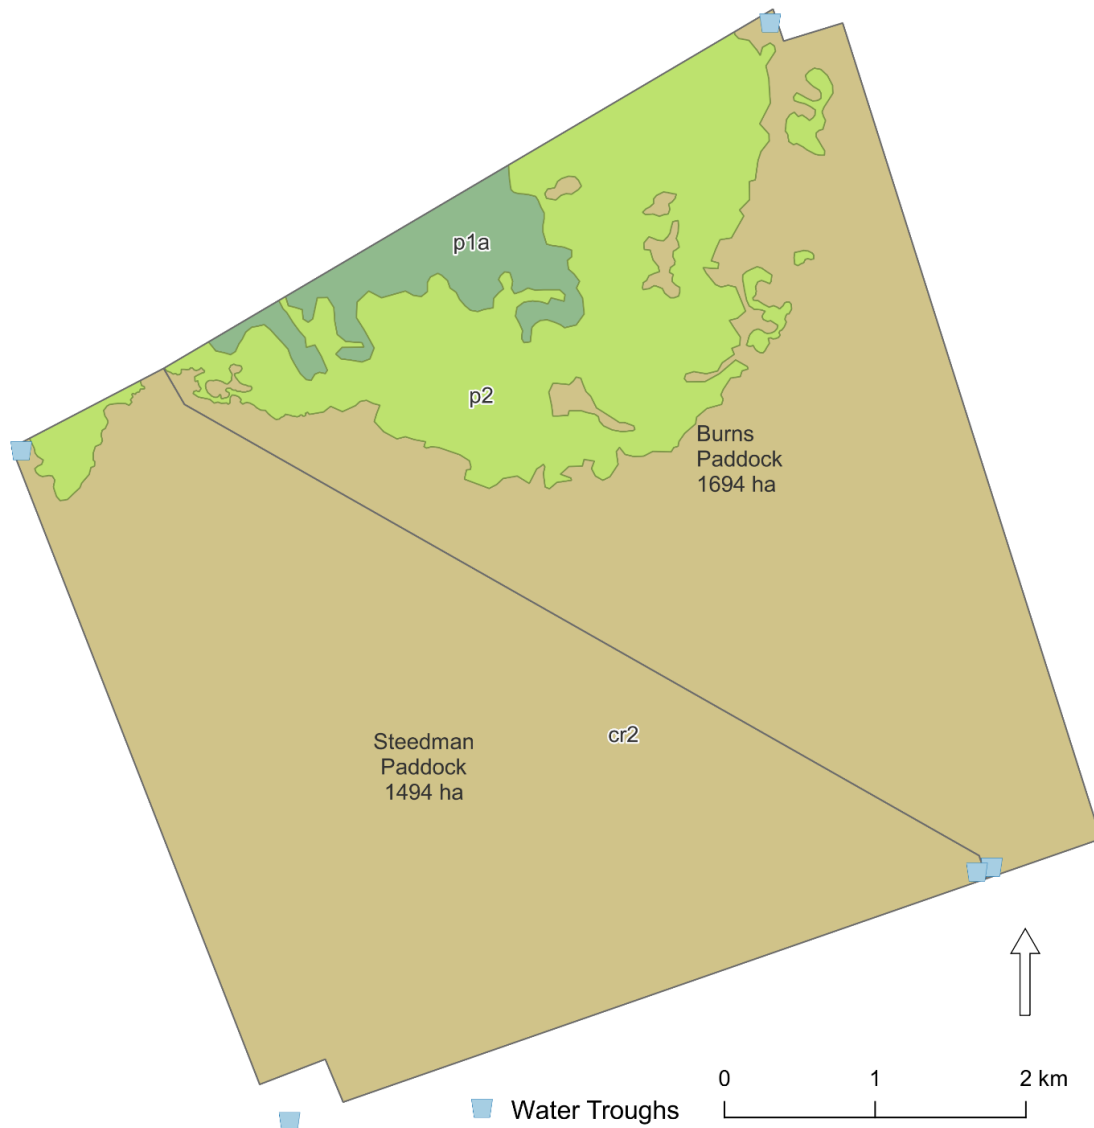 p1a
p2
Burns
Paddock
1694 ha
cr2
Steedman
Paddock
1494 ha
Water Troughs
0 1 2 km